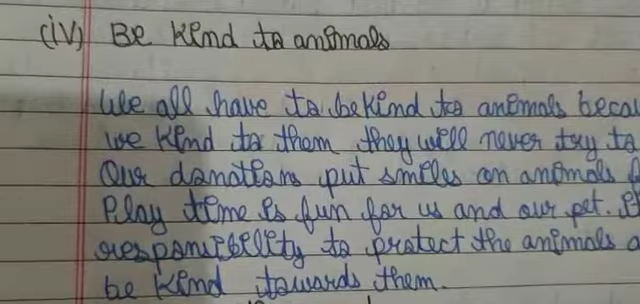 (iv) Be kind to animals
We all have to be kind to animals becau
we kind to them they will never try to
Our donations put smiles on animals
Play time is fun for us and our pet.
responsibility to protect the animals a
be kind towards them.